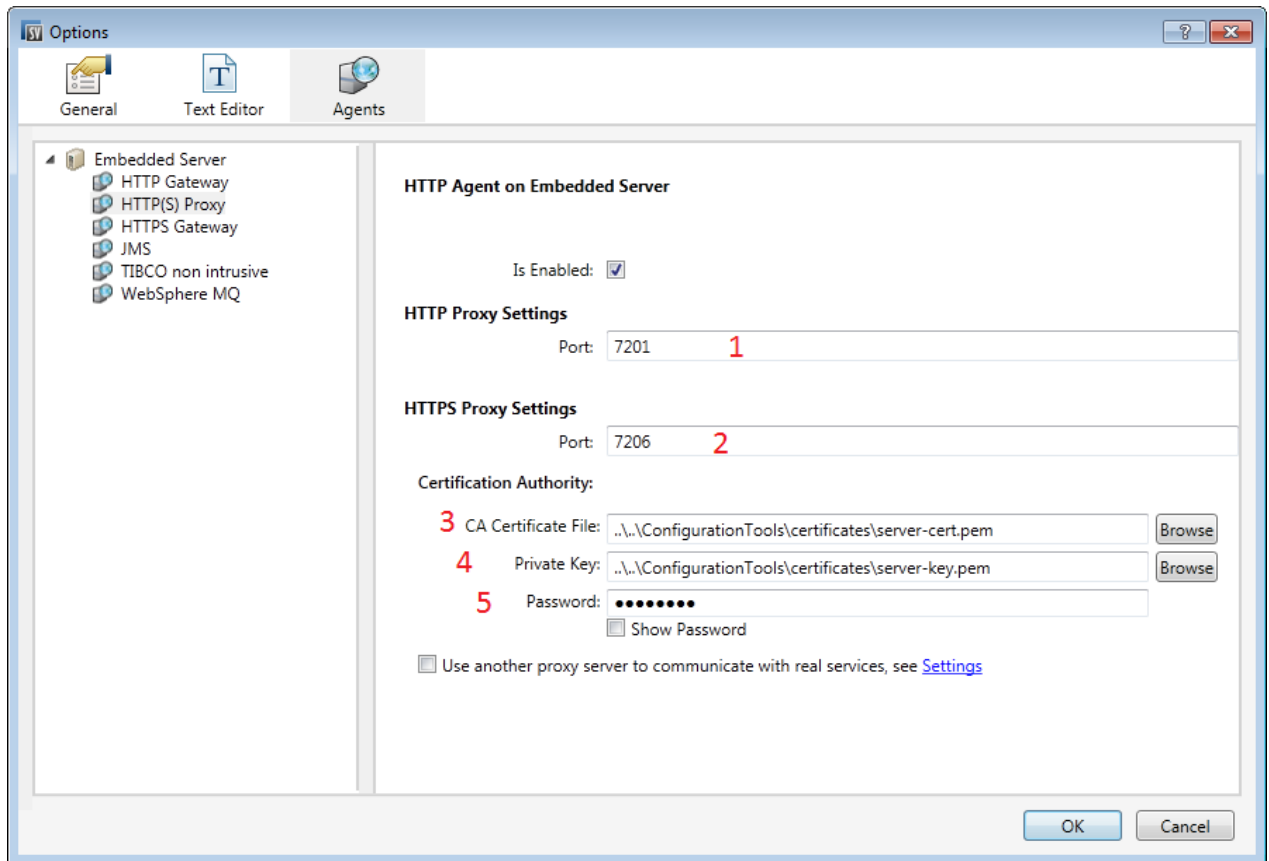 SV Options ?
General Text Editor Agents
Embedded Server
HTTP Gateway
HTTP(S) Proxy
HTTPS Gateway
JMS
TIBCO non intrusive
WebSphere MQ
HTTP Agent on Embedded Server
Is Enabled:
HTTP Proxy Settings
Port: 7201 1
HTTPS Proxy Settings
Port: 7206 2
Certification Authority:
3 CA Certificate File: ..\..\ConfigurationTools\certificates\server-cert.pem Browse
4 Private Key: ..\..\ConfigurationTools\certificates\server-key.pem Browse
5 Password: ●●●●●●●●
Show Password
Use another proxy server to communicate with real services, see Settings
OK Cancel